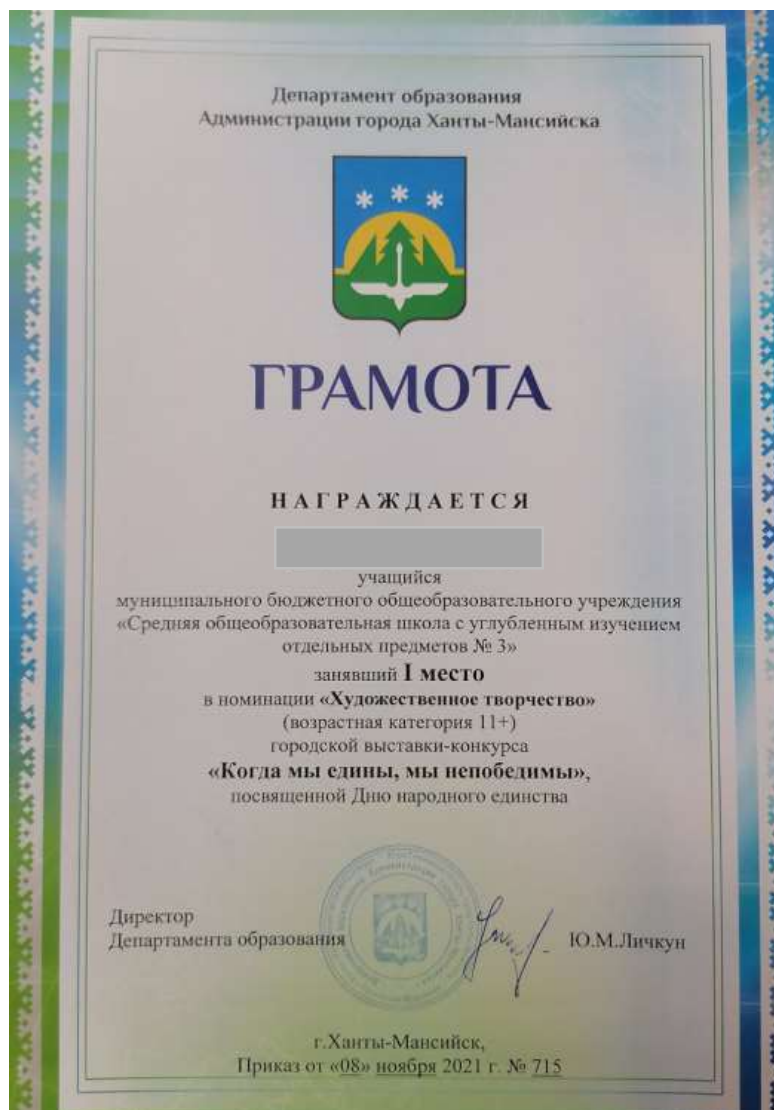 Департамент образования
Администрации города Ханты-Мансийска
ГРАМОТА
НАГРАЖДАЕТСЯ
учащийся
муниципального бюджетного общеобразовательного учреждения
«Средняя общеобразовательная школа с углубленным изучением
отдельных предметов № 3»
занявший I место
в номинации «Художественное творчество»
(возрастная категория 11+)
городской выставки-конкурса
«Когда мы едины, мы непобедимы»,
посвященной Дню народного единства
Директор
Департамента образования
Ю.М.Личкун
г.Ханты-Мансийск,
Приказ от «08» ноября 2021 г. № 715